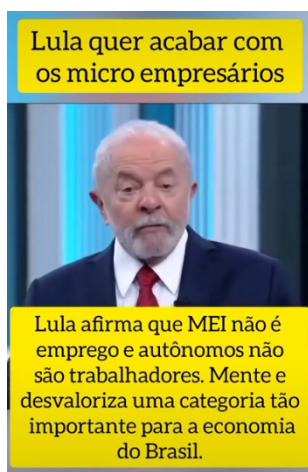 Lula quer acabar com
os micro empresários
Lula afirma que MEI não é
emprego e autônomos não
são trabalhadores. Mente e
desvaloriza uma categoria tão
importante para a economia
do Brasil.